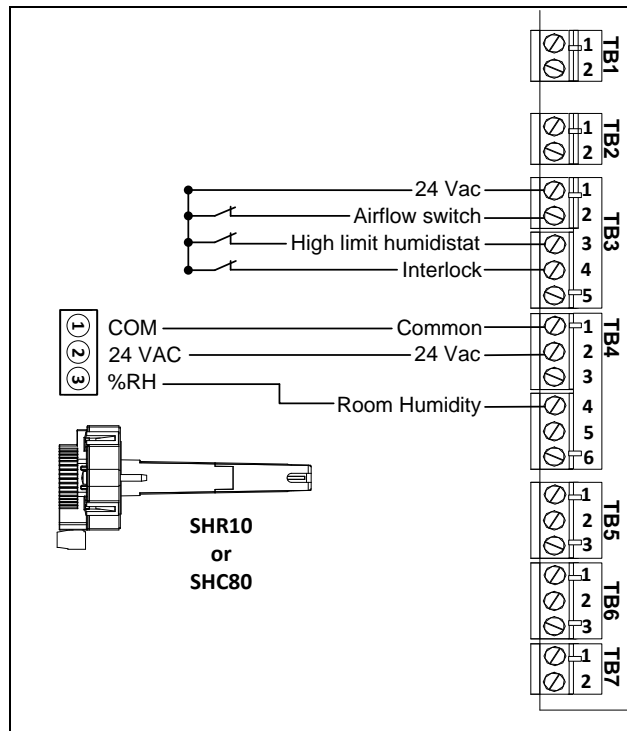 1
2
TB1
1
2
TB2
24 Vac 1
Airflow switch 2
High limit humidistat 3
Interlock 4
5
TB3
1 COM Common 1
2 24 VAC 24 Vac 2
3 %RH 3
Room Humidity 4
5
6
TB4
SHR10
or
SHC80
1
2
3
TB5
1
2
3
TB6
1
2
TB7